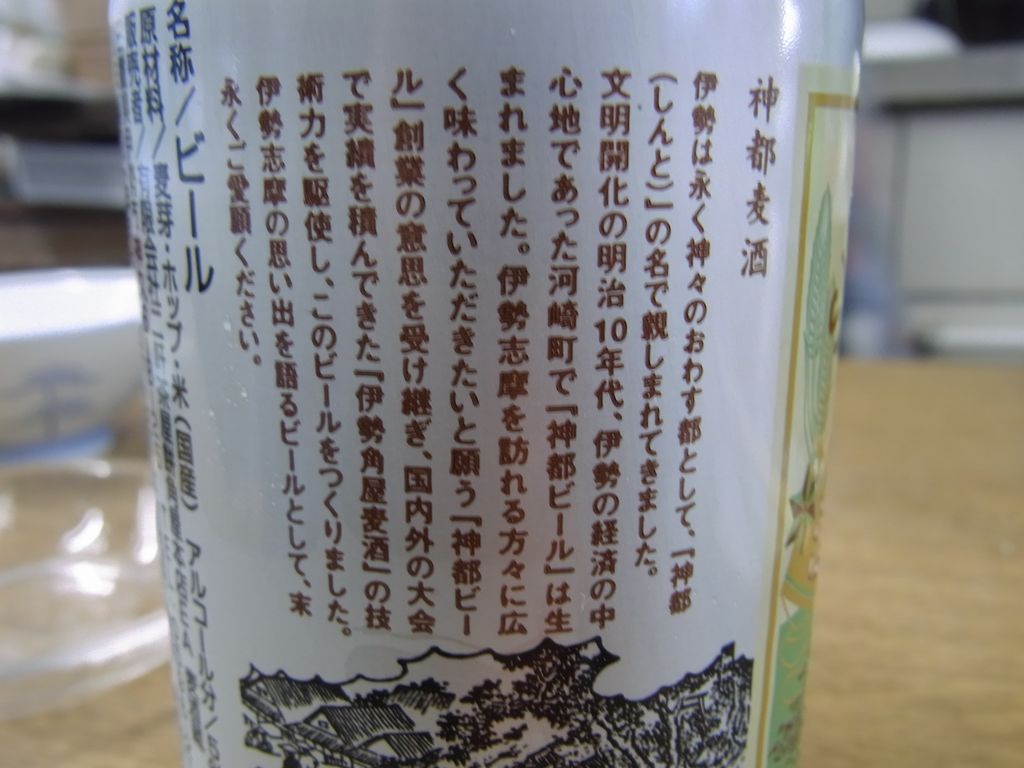 神都麦酒
伊勢は永く神々のおわす都として、『神都
(しんと)』の名で親しまれてきました。
文明開化の明治10年代、伊勢の経済の中
心地であった河崎町で『神都ビール』は生
まれました。伊勢志摩を訪れる方々に広
く味わっていただきたいと願う『神都ビー
ル』創業の意思を受け継ぎ、国内外の大会
で実績を積んできた『伊勢角屋麦酒』の技
術力を駆使し、このビールをつくりました。
伊勢志摩の思い出を語るビールとして、末
永くご愛顧ください。
名称/ビール
原材料/麦芽・ホップ・米(国産) アルコール分/5